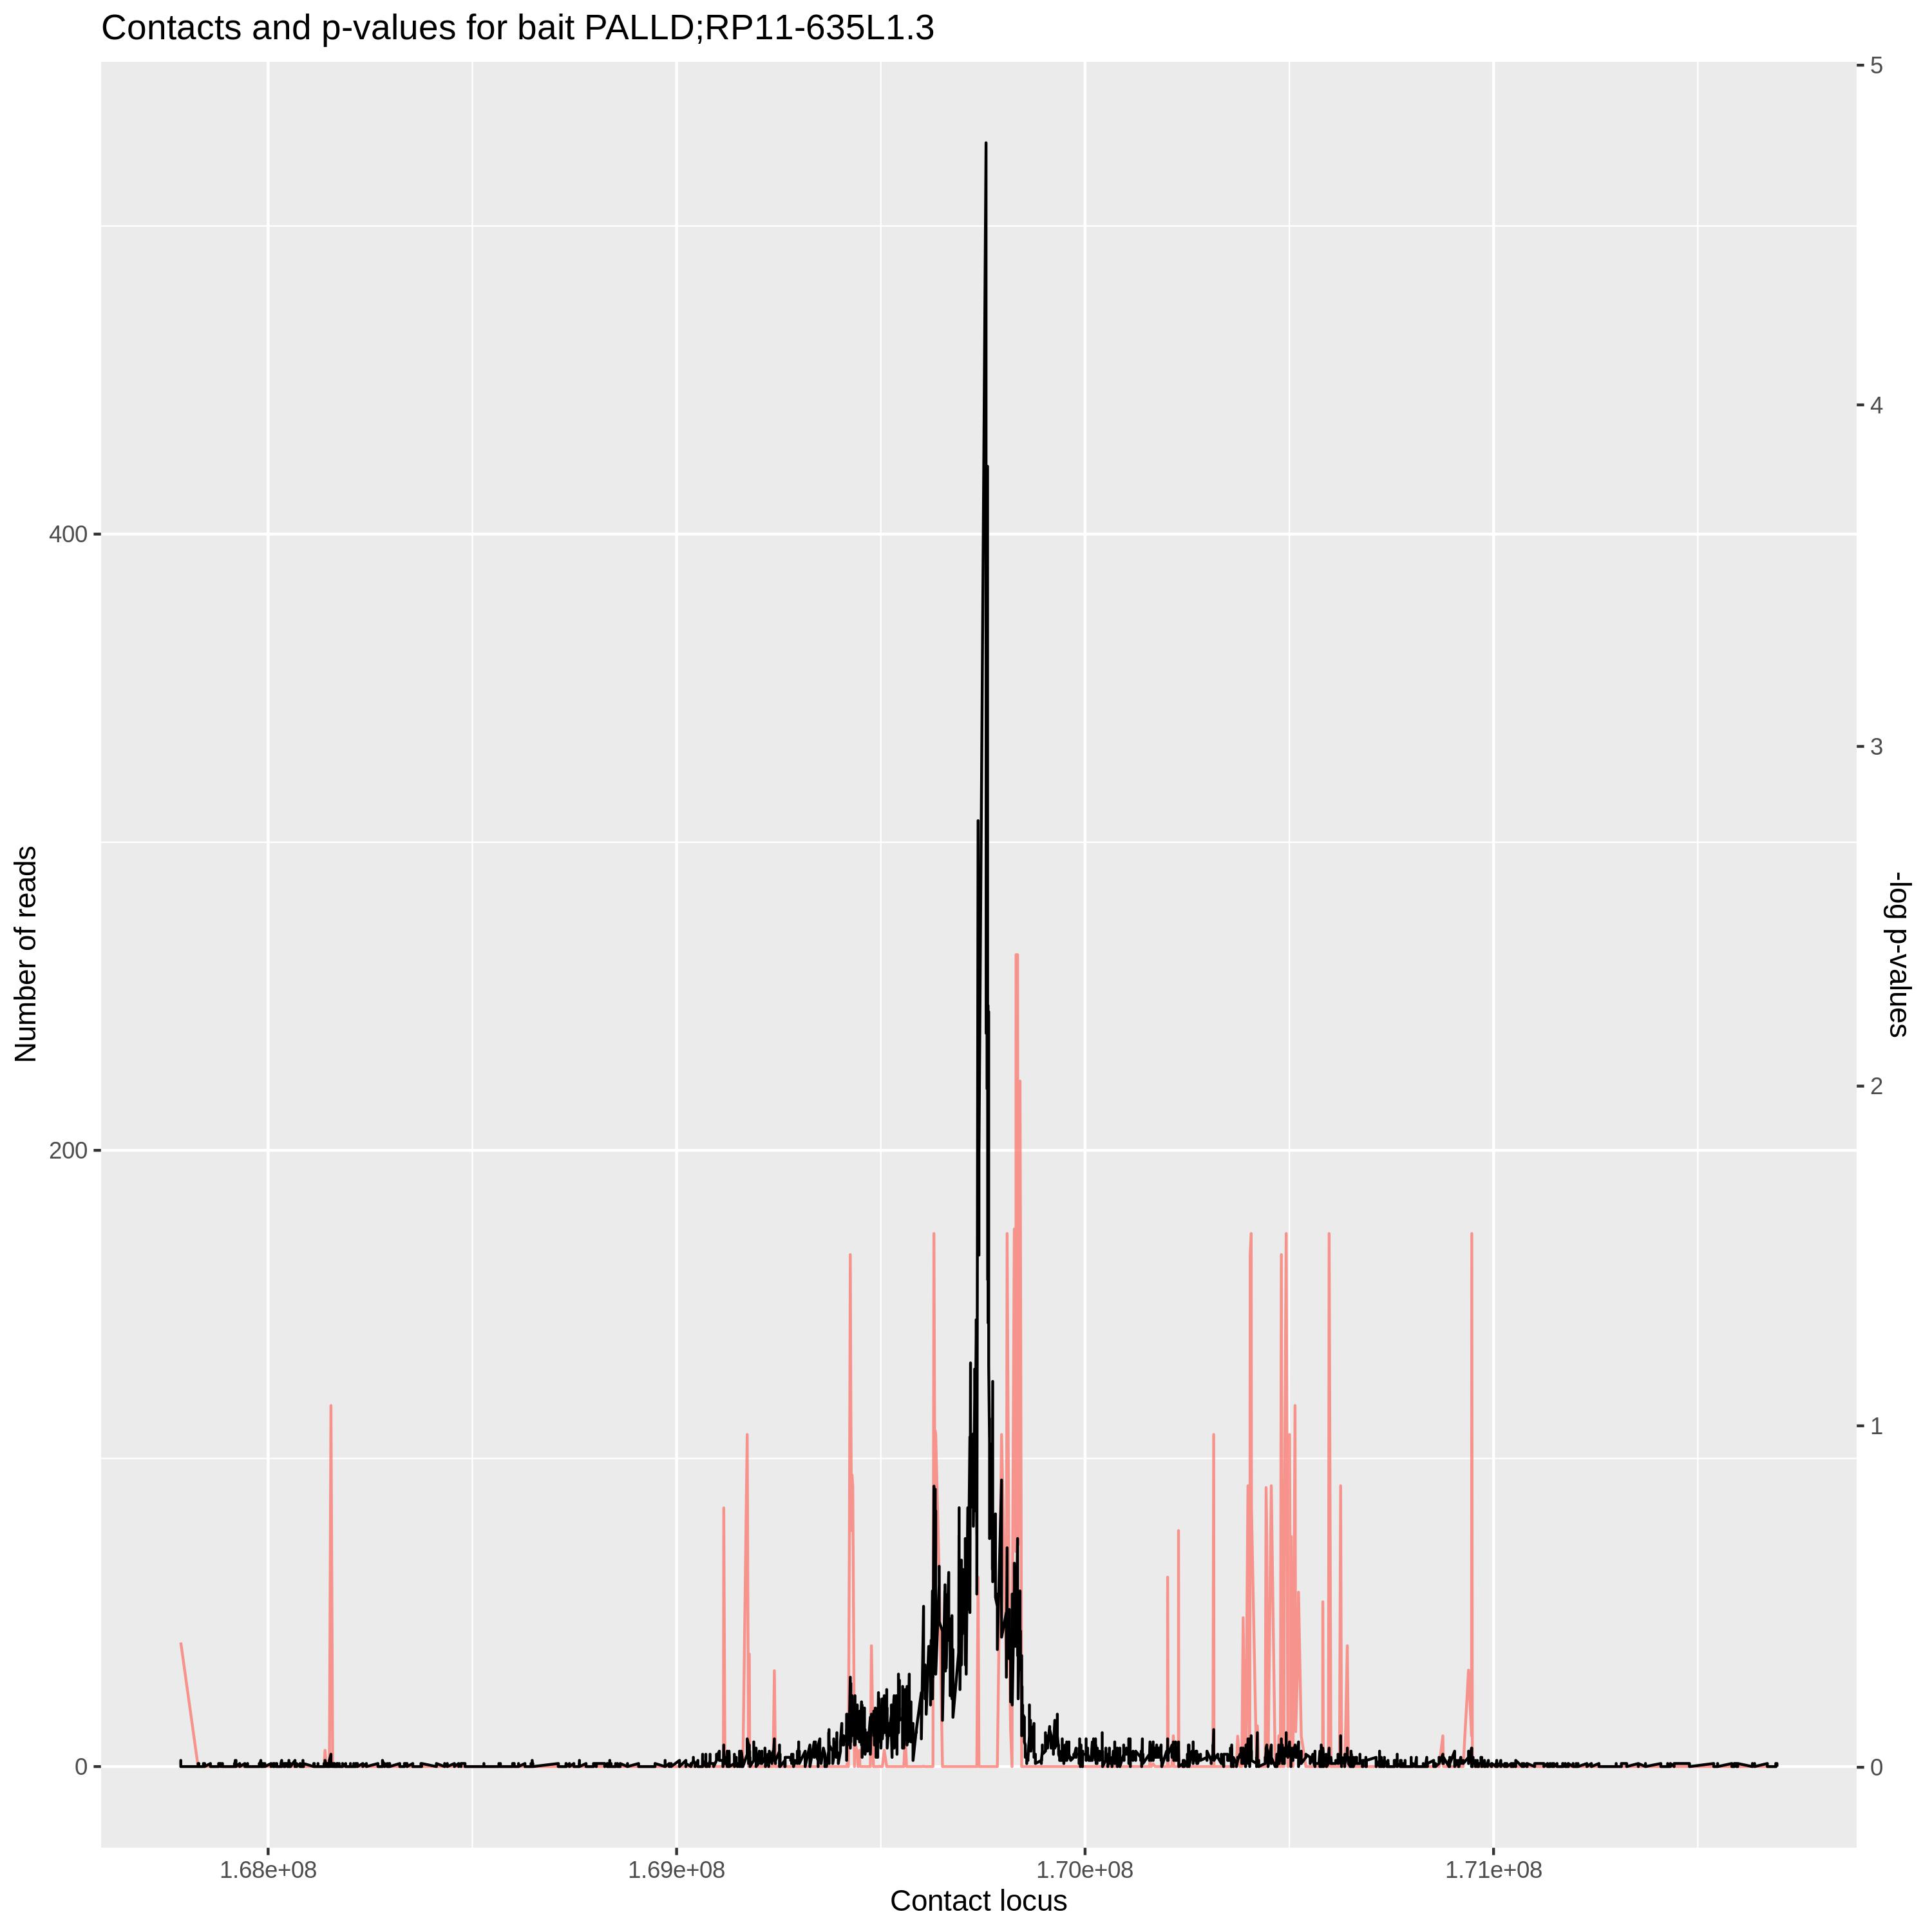 Contacts and p-values for bait PALLD;RP11-635L1.3
Number of reads
400
200
0
5
4
3
2
1
0
-log p-values
1.68e+08
1.69e+08
1.70e+08
1.71e+08
Contact locus